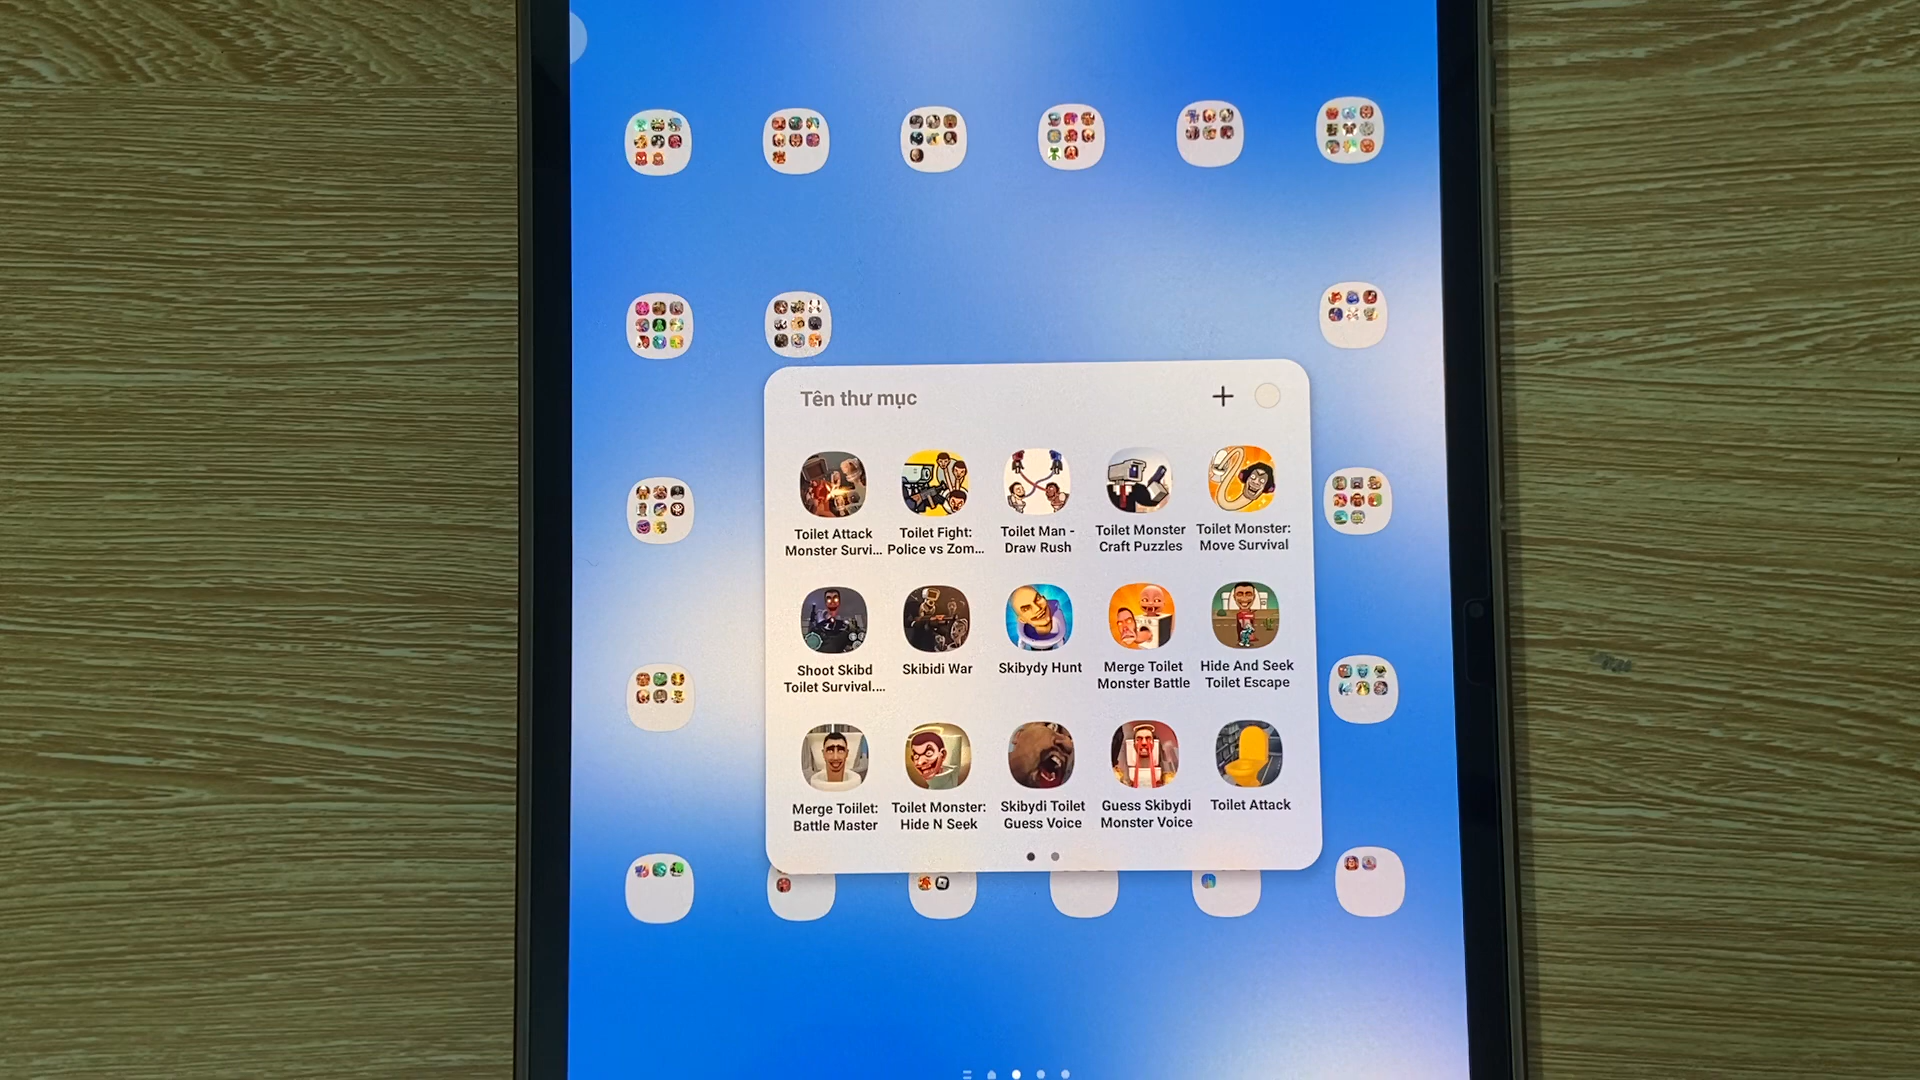 Tên thư mục
Toilet Attack
Monster Survi...
Toilet Fight:
Police vs Zom...
Toilet Man -
Draw Rush
Toilet Monster
Craft Puzzles
Toilet Monster:
Move Survival
Shoot Skibd
Toilet Survival....
Skibidi War
Skibydy Hunt
Merge Toilet
Monster Battle
Hide And Seek
Toilet Escape
Merge Toiilet:
Battle Master
Toilet Monster:
Hide N Seek
Skibydi Toilet
Guess Voice
Guess Skibydi
Monster Voice
Toilet Attack